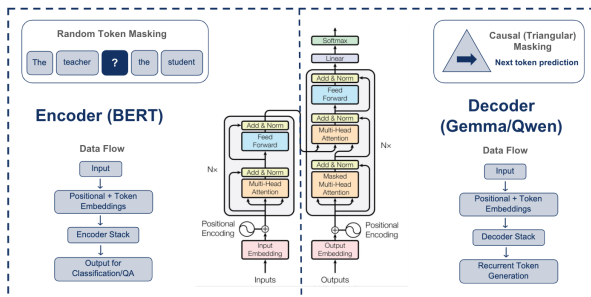 Random Token Masking
The
teacher
?
the
student
Encoder (BERT)
Data Flow
Input
Positional + Token
Embeddings
Encoder Stack
Output for
Classification/QA
Add & Norm
Feed
Forward
N×
Add & Norm
Multi-Head
Attention
Positional
Encoding
Input
Embedding
Inputs
Softmax
Linear
Add & Norm
Feed
Forward
Add & Norm
Multi-Head
Attention
N×
Add & Norm
Masked
Multi-Head
Attention
Positional
Encoding
Output
Embedding
Outputs
Causal (Triangular)
Masking
Next token prediction
Decoder
(Gemma/Qwen)
Data Flow
Input
Positional + Token
Embeddings
Decoder Stack
Recurrent Token
Generation